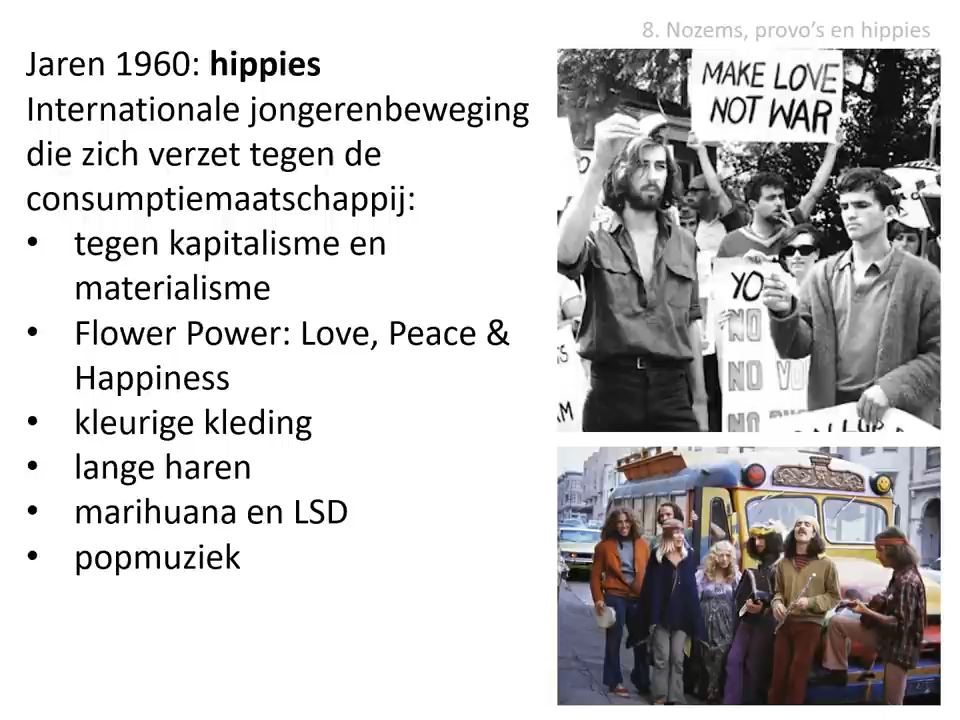 8. Nozems, provo's en hippies
Jaren 1960: hippies
Internationale jongerenbeweging
die zich verzet tegen de
consumptiemaatschappij:
• tegen kapitalisme en
materialisme
• Flower Power: Love, Peace &
Happiness
• kleurige kleding
• lange haren
• marihuana en LSD
• popmuziek
MAKE LOVE
NOT WAR
YO
NO
NO
NO